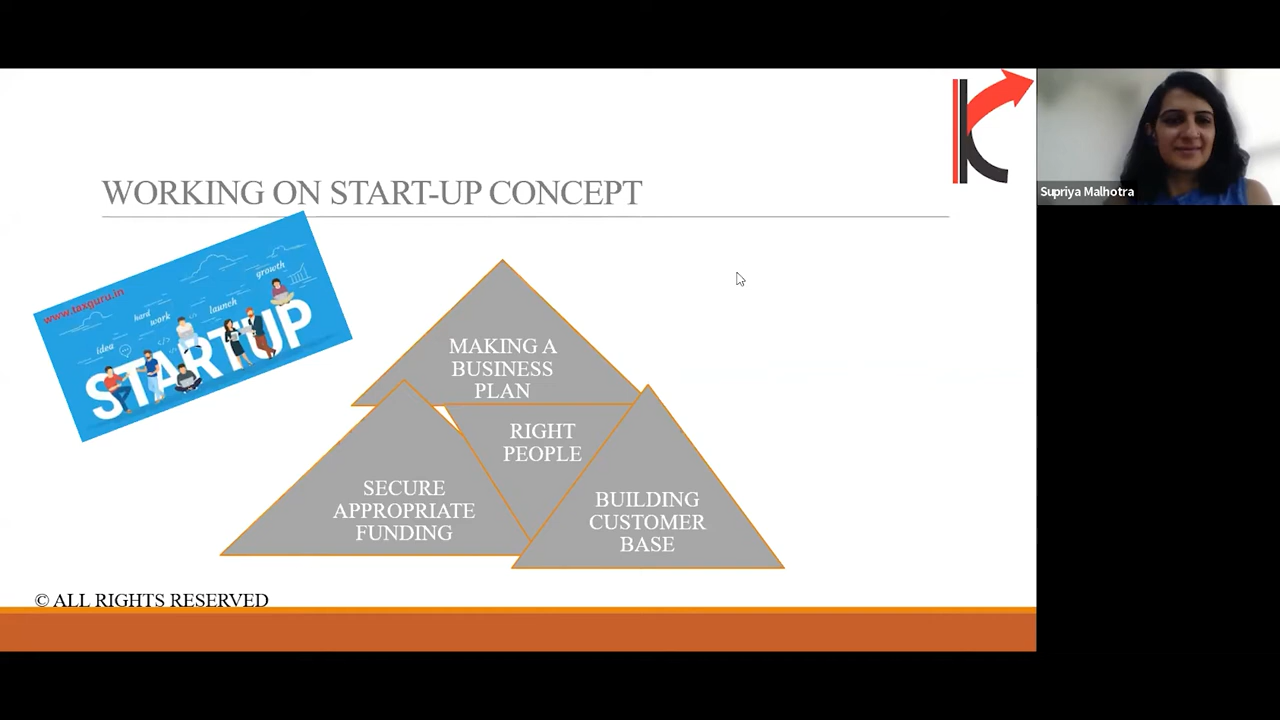 WORKING ON START-UP CONCEPT
Supriya Malhotra
www.taxguru.in
growth
launch
hard
work
idea
STARTUP
MAKING A
BUSINESS
PLAN
RIGHT
PEOPLE
SECURE
APPROPRIATE
FUNDING
BUILDING
CUSTOMER
BASE
© ALL RIGHTS RESERVED